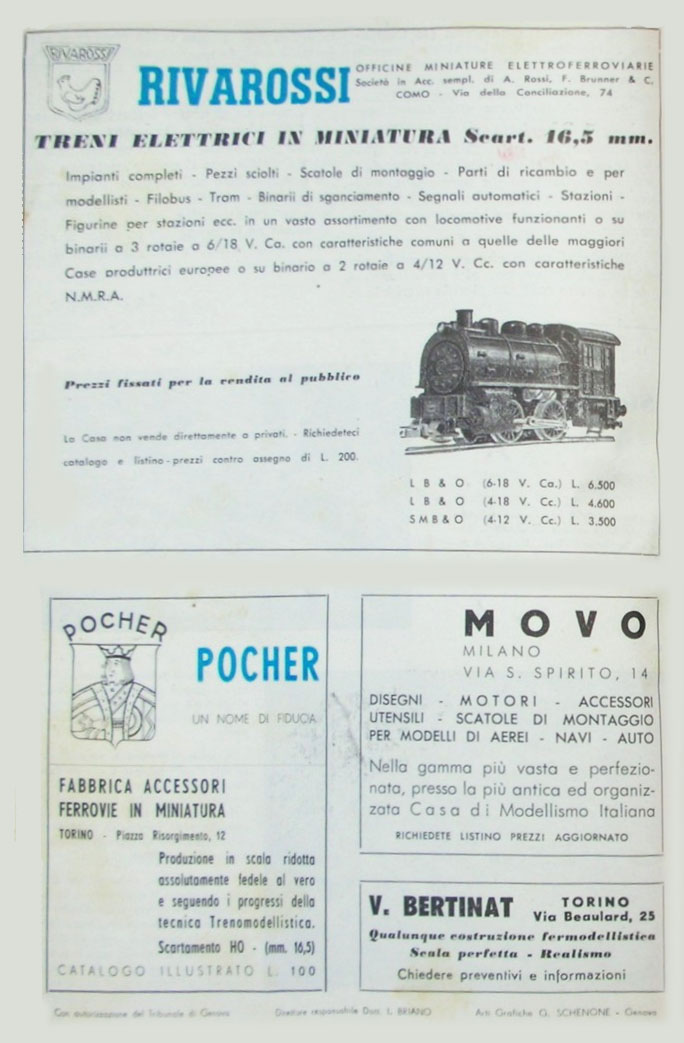 RIVAROSSI
RIVAROSSI
OFFICINE MINIATURE ELETTROFERROVIARIE
Società in Acc. sempl. di A. Rossi, F. Brunner & C.
COMO - Via della Conciliazione, 74
TRENI ELETTRICI IN MINIATURA Scart. 16,5 mm.
Impianti completi - Pezzi sciolti - Scatole di montaggio - Parti di ricambio e per
modellisti - Filobus - Tram - Binarii di sganciamento - Segnali automatici - Stazioni -
Figurine per stazioni ecc. in un vasto assortimento con locomotive funzionanti o su
binarii a 3 rotaie a 6/18 V. Ca. con caratteristiche comuni a quelle delle maggiori
Case produttrici europee o su binario a 2 rotaie a 4/12 V. Cc. con caratteristiche
N.M.R.A.
Prezzi fissati per la vendita al pubblico
La Casa non vende direttamente a privati. - Richiedeteci
catalogo e listino-prezzi contro assegno di L. 200.
L B & O (6-18 V. Ca.) L. 6.500
L B & O (4-18 V. Cc.) L. 4.600
S M B & O (4-12 V. Cc.) L. 3.500
POCHER
POCHER
UN NOME DI FIDUCIA
FABBRICA ACCESSORI
FERROVIE IN MINIATURA
TORINO - Piazza Risorgimento, 12
Produzione in scala ridotta
assolutamente fedele al vero
e seguendo i progressi della
tecnica Trenomodellistica.
Scartamento HO - (mm. 16,5)
CATALOGO ILLUSTRATO L. 100
MOVO
MILANO
VIA S. SPIRITO, 14
DISEGNI - MOTORI - ACCESSORI
UTENSILI - SCATOLE DI MONTAGGIO
PER MODELLI DI AEREI - NAVI - AUTO
Nella gamma più vasta e perfezio-
nata, presso la più antica ed organiz-
zata Casa di Modellismo Italiana
RICHIEDETE LISTINO PREZZI AGGIORNATO
V. BERTINAT
TORINO
Via Beaulard, 25
Qualunque costruzione fermodellistica
Scala perfetta - Realismo
Chiedere preventivi e informazioni
Con autorizzazione del Tribunale di Genova Direttore responsabile Dott. I. BRIANO Arti Grafiche G. SCHENONE - Genova